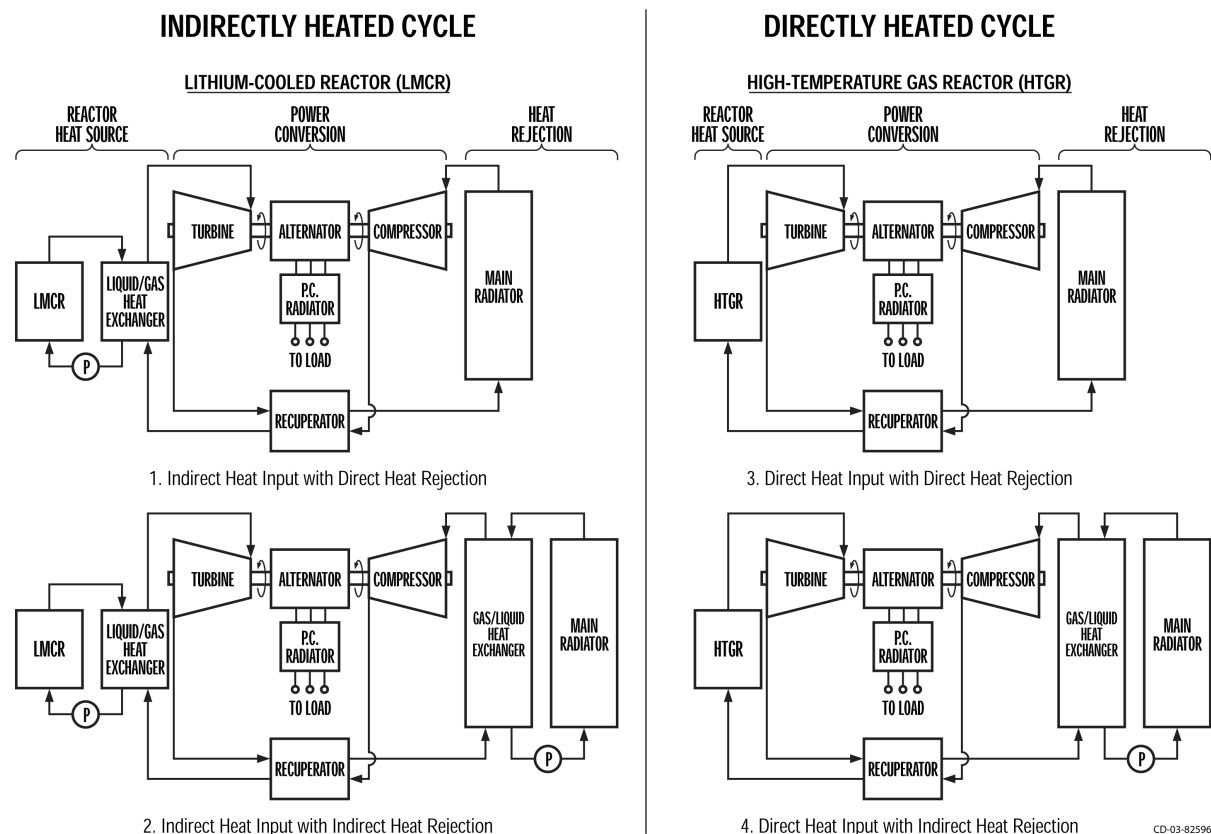 INDIRECTLY HEATED CYCLE
LITHIUM-COOLED REACTOR (LMCR)
REACTOR
HEAT SOURCE
POWER
CONVERSION
HEAT
REJECTION
TURBINE
ALTERNATOR
COMPRESSOR
LMCR
LIQUID/GAS
HEAT
EXCHANGER
P.C.
RADIATOR
MAIN
RADIATOR
P
TO LOAD
RECUPERATOR
1. Indirect Heat Input with Direct Heat Rejection
TURBINE
ALTERNATOR
COMPRESSOR
LMCR
LIQUID/GAS
HEAT
EXCHANGER
P.C.
RADIATOR
GAS/LIQUID
HEAT
EXCHANGER
MAIN
RADIATOR
P
TO LOAD
RECUPERATOR
P
2. Indirect Heat Input with Indirect Heat Rejection
DIRECTLY HEATED CYCLE
HIGH-TEMPERATURE GAS REACTOR (HTGR)
REACTOR
HEAT SOURCE
POWER
CONVERSION
HEAT
REJECTION
TURBINE
ALTERNATOR
COMPRESSOR
HTGR
P.C.
RADIATOR
MAIN
RADIATOR
TO LOAD
RECUPERATOR
3. Direct Heat Input with Direct Heat Rejection
TURBINE
ALTERNATOR
COMPRESSOR
HTGR
P.C.
RADIATOR
GAS/LIQUID
HEAT
EXCHANGER
MAIN
RADIATOR
TO LOAD
RECUPERATOR
P
4. Direct Heat Input with Indirect Heat Rejection
CD-03-82596